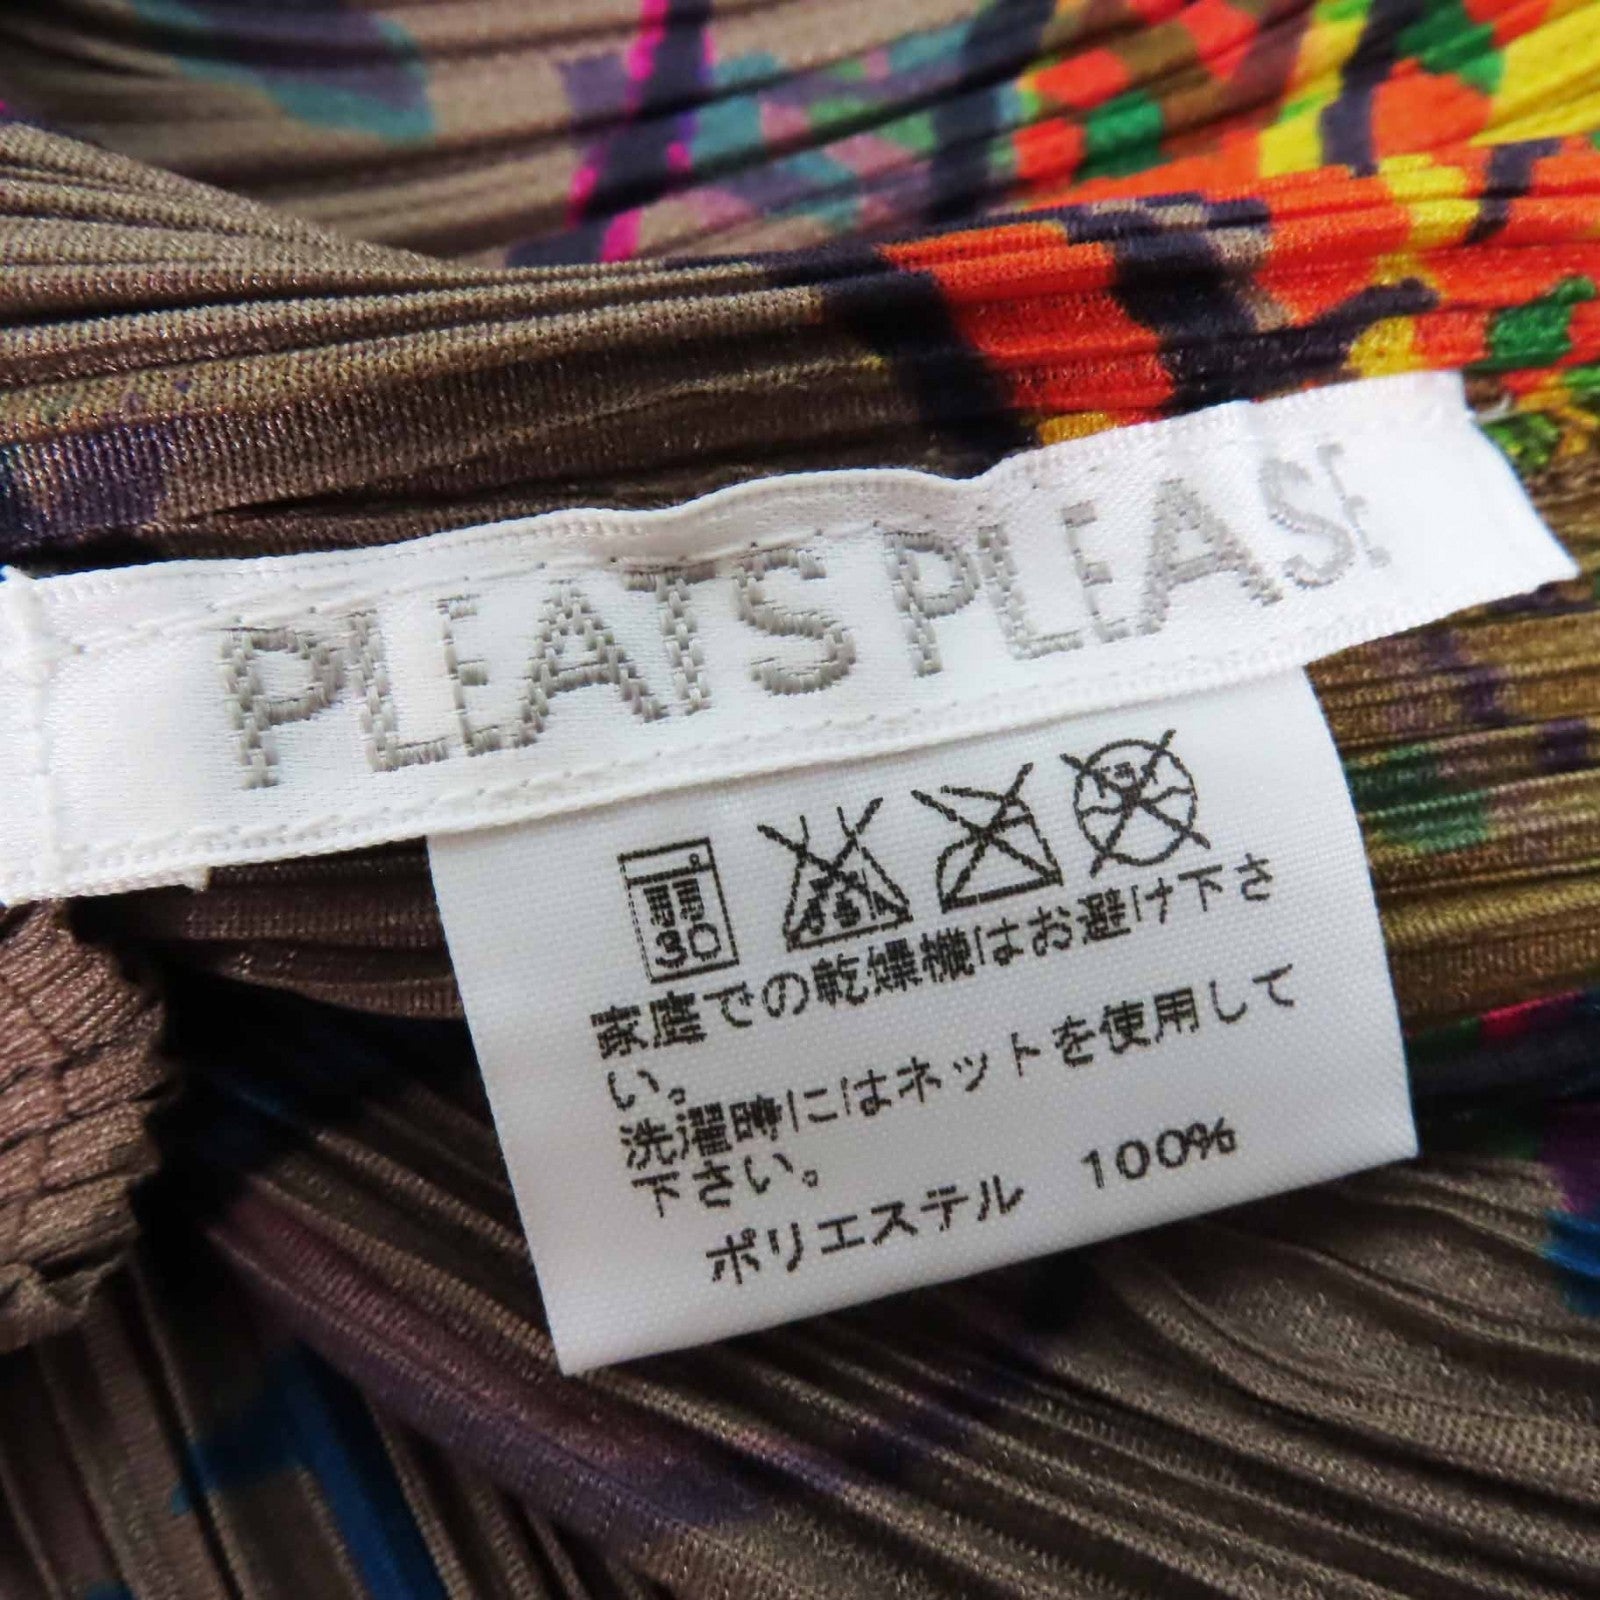 PLEATS PLEASE
家庭での乾燥機はお避け下さ
い。
洗濯時にはネットを使用して
下さい。
ポリエステル 100%